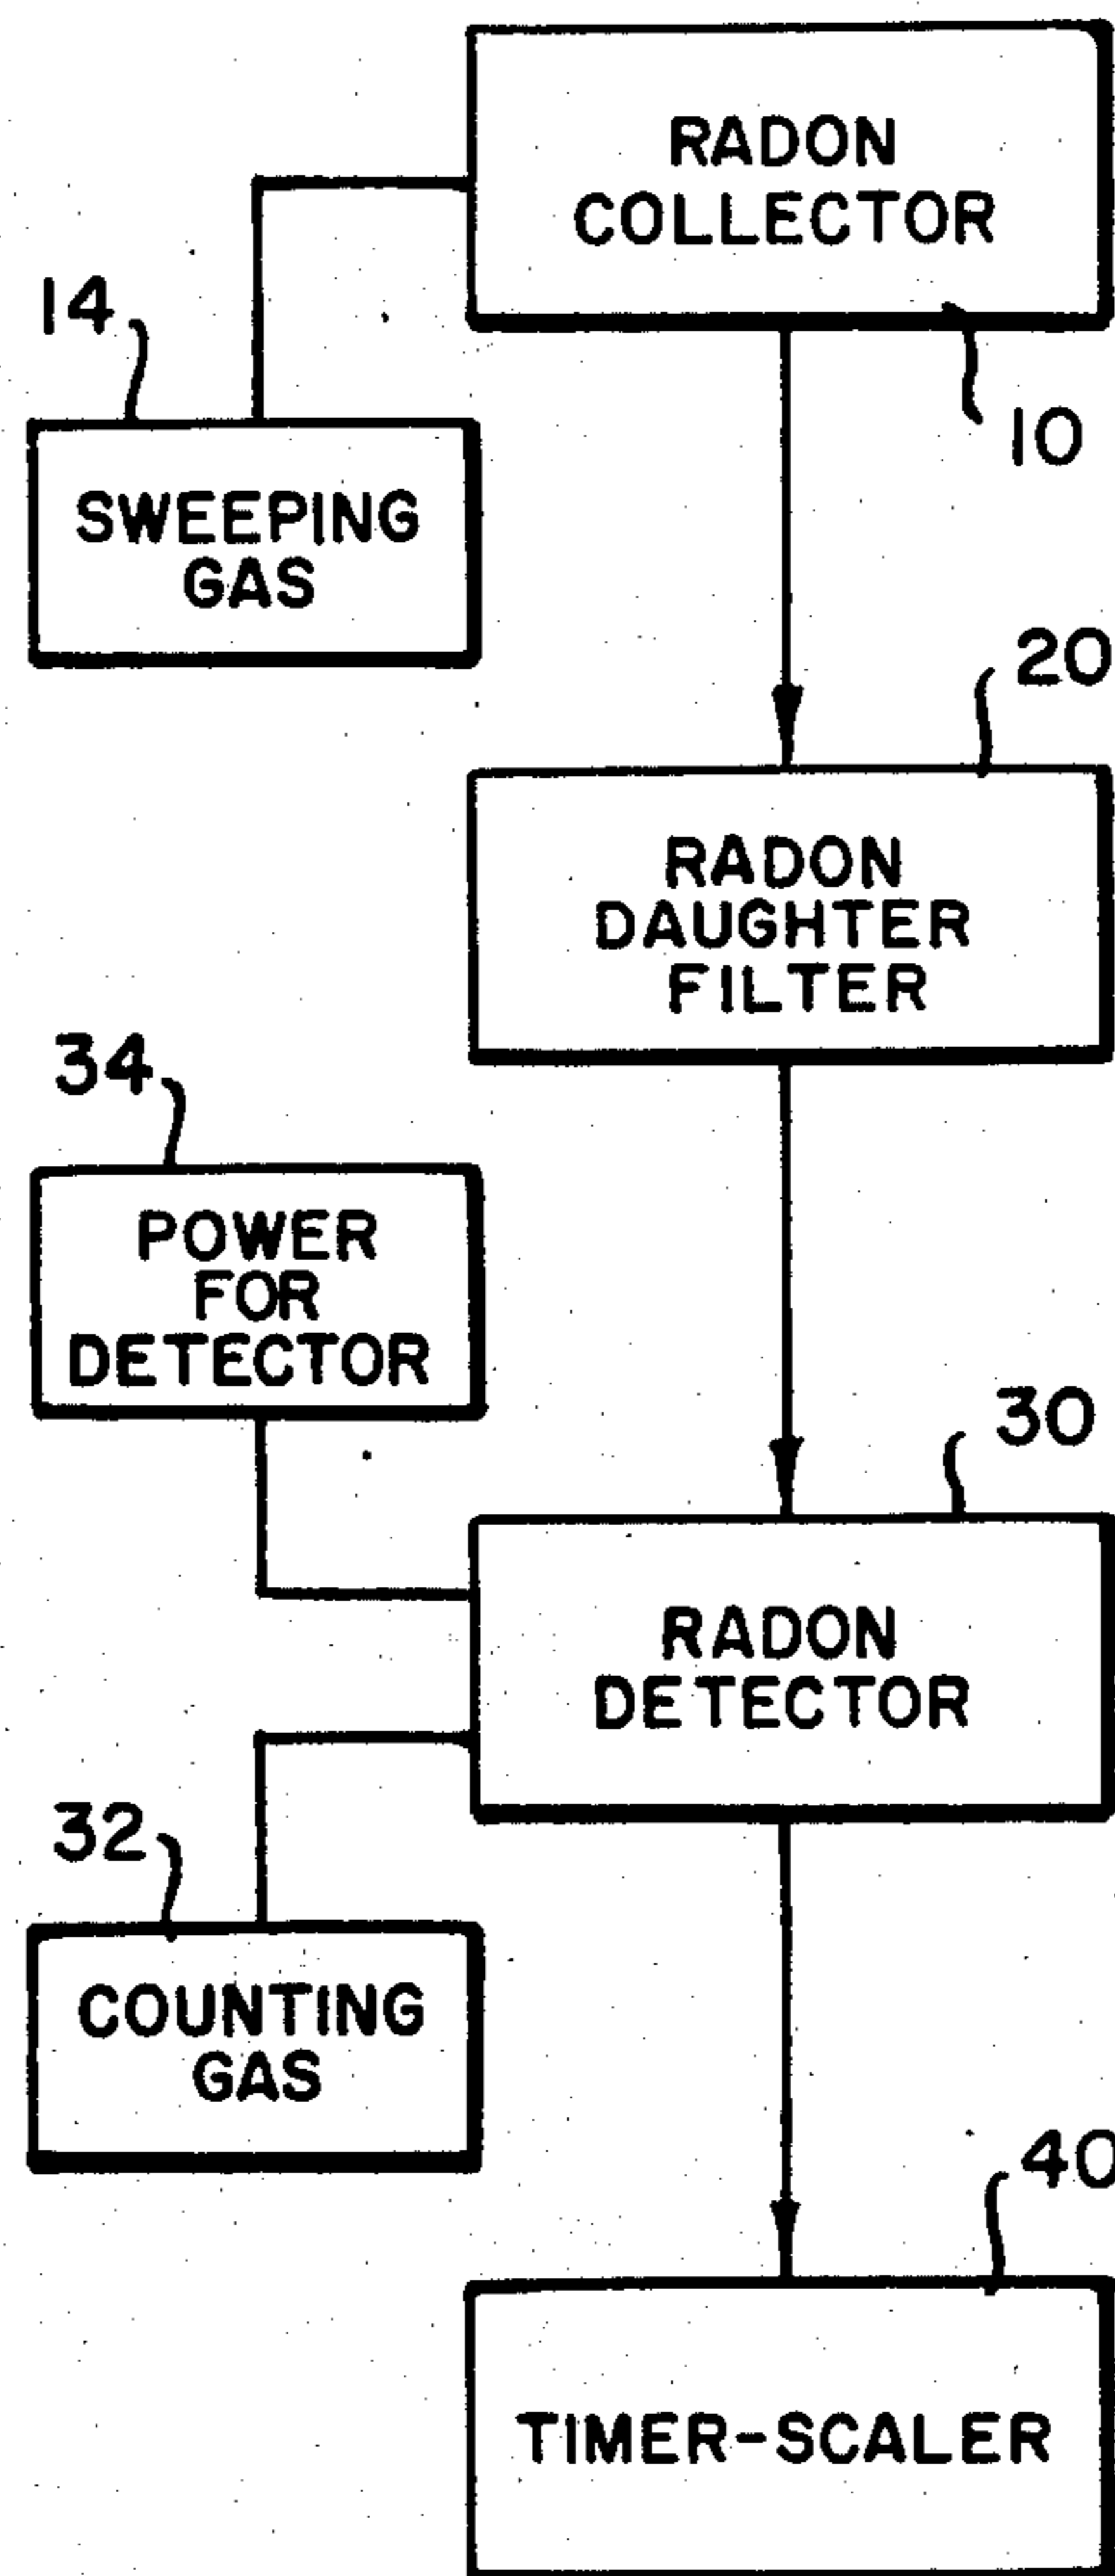 RADON
COLLECTOR
10
14
SWEEPING
GAS
20
RADON
DAUGHTER
FILTER
34
POWER
FOR
DETECTOR
30
RADON
DETECTOR
32
COUNTING
GAS
40
TIMER-SCALER